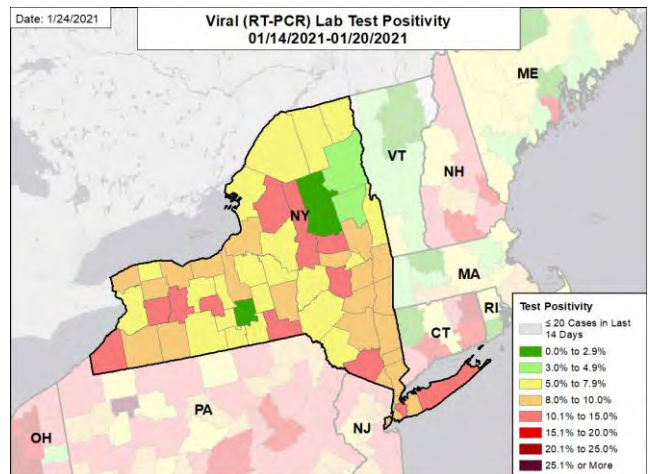 Date: 1/24/2021
Viral (RT-PCR) Lab Test Positivity
01/14/2021-01/20/2021
ME
VT
NH
NY
MA
CT
RI
PA
NJ
OH
Test Positivity
≤ 20 Cases in Last
14 Days
0.0% to 2.9%
3.0% to 4.9%
5.0% to 7.9%
8.0% to 10.0%
10.1% to 15.0%
15.1% to 20.0%
20.1% to 25.0%
25.1% or More